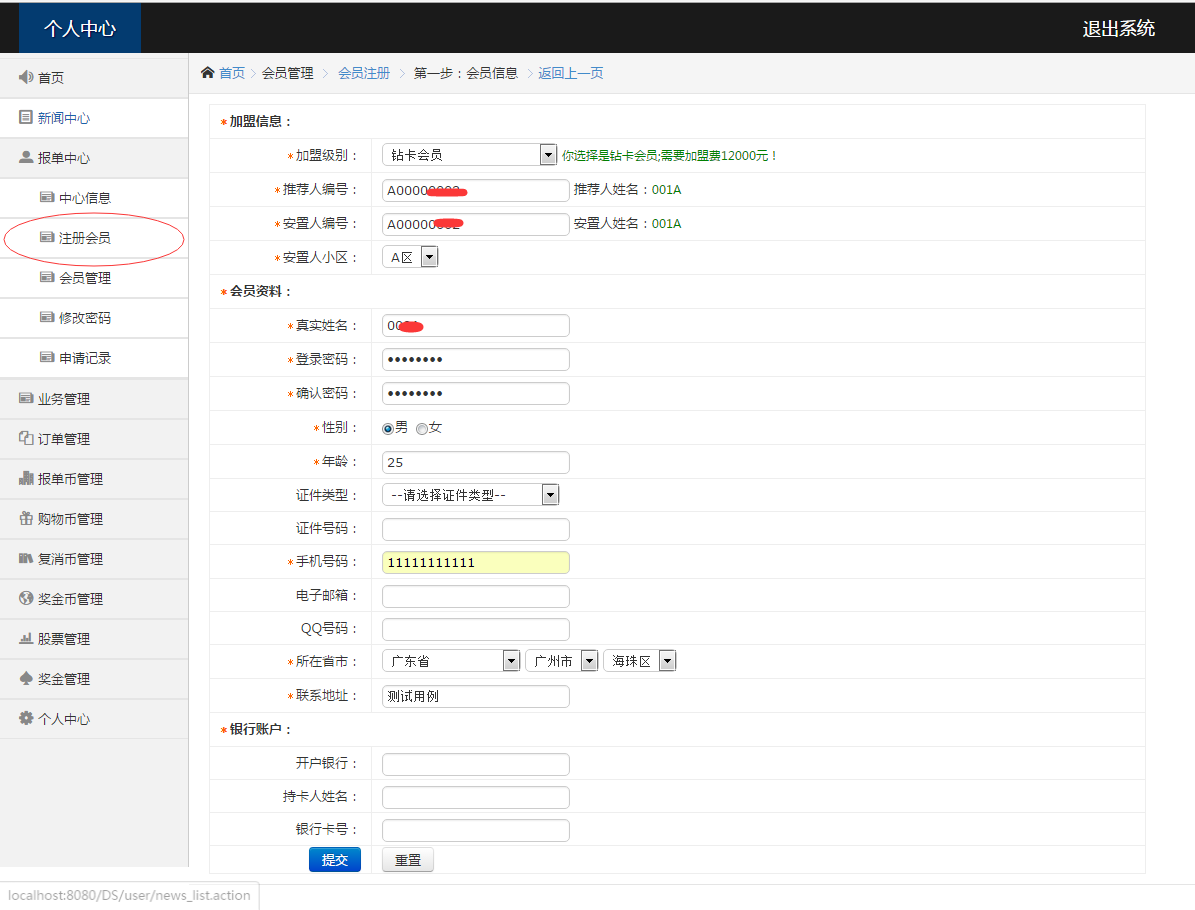 个人中心
退出系统
首页
新闻中心
报单中心
中心信息
注册会员
会员管理
修改密码
申请记录
业务管理
订单管理
报单币管理
购物币管理
复消币管理
奖金币管理
股票管理
奖金管理
个人中心
首页 > 会员管理 > 会员注册 > 第一步：会员信息 > 返回上一页
*加盟信息：
*加盟级别： 钻卡会员 你选择是钻卡会员;需要加盟费12000元！
*推荐人编号： A0000 推荐人姓名：001A
*安置人编号： A00000 安置人姓名：001A
*安置人小区： A区
*会员资料：
*真实姓名： 00
*登录密码： ••••••••
*确认密码： ••••••••
*性别： 男 女
*年龄： 25
证件类型： --请选择证件类型--
证件号码：
*手机号码： 11111111111
电子邮箱：
QQ号码：
*所在省市： 广东省 广州市 海珠区
*联系地址： 测试用例
*银行账户：
开户银行：
持卡人姓名：
银行卡号：
提交 重置
localhost:8080/DS/user/news_list.action